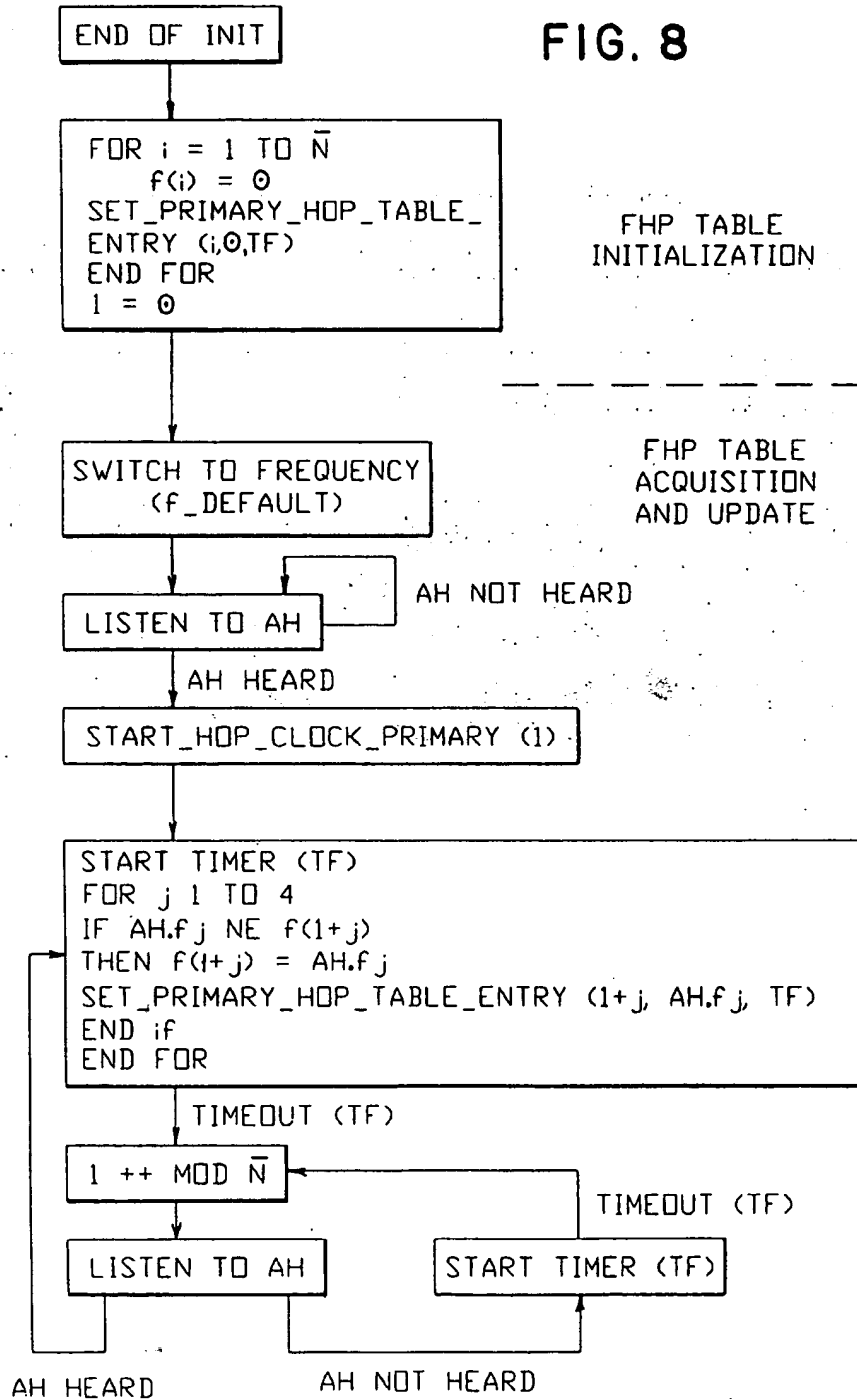 END OF INIT
FIG. 8
FOR i = 1 TO N̅
f(i) = 0
SET_PRIMARY_HOP_TABLE_
ENTRY (i,0,TF)
END FOR
1 = 0
FHP TABLE
INITIALIZATION
FHP TABLE
ACQUISITION
AND UPDATE
SWITCH TO FREQUENCY
(f_DEFAULT)
AH NOT HEARD
LISTEN TO AH
AH HEARD
START_HOP_CLOCK_PRIMARY (1)
START TIMER (TF)
FOR j 1 TO 4
IF AH.f j NE f(1+j)
THEN f(1+j) = AH.f j
SET_PRIMARY_HOP_TABLE_ENTRY (1+j, AH.f j, TF)
END if
END FOR
TIMEOUT (TF)
1 ++ MOD N̅
TIMEOUT (TF)
LISTEN TO AH
START TIMER (TF)
AH HEARD
AH NOT HEARD